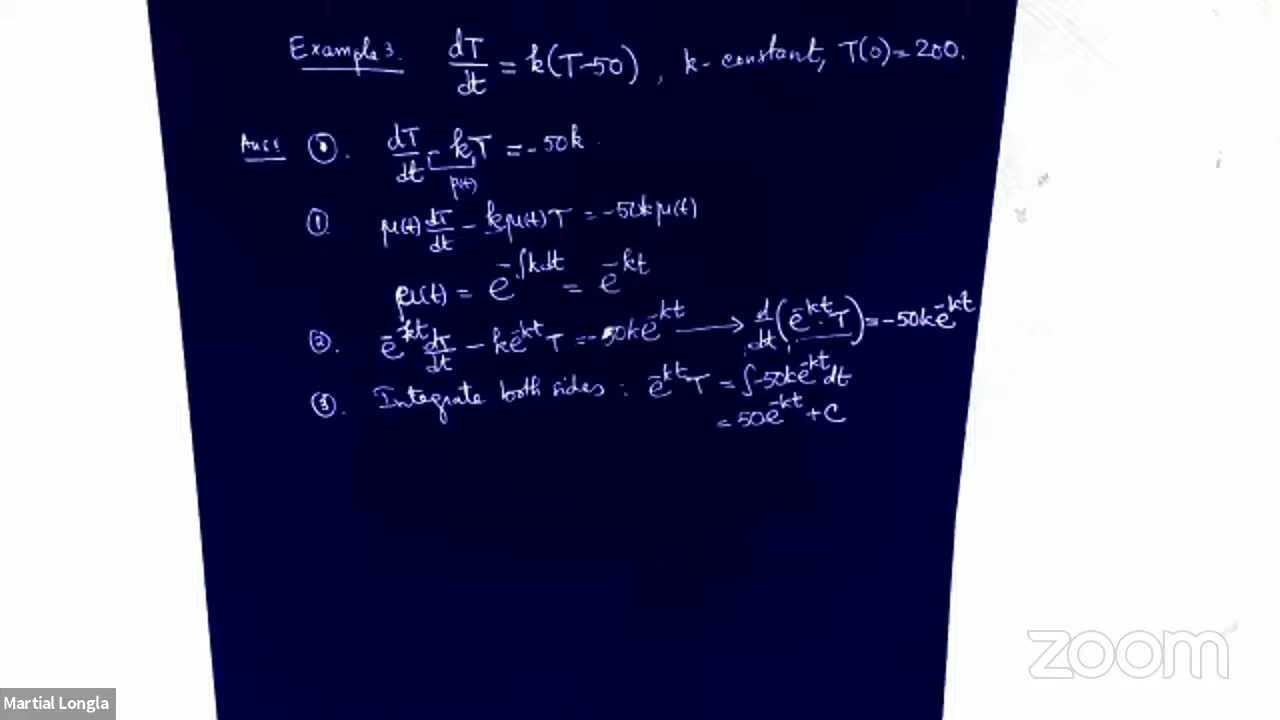 Example 3. dT/dt = k(T-50), k-constant, T(0)=200.
Ans: ⓪. dT/dt - kT = -50k
p(t)
① μ(t) dT/dt - kμ(t)T = -50kμ(t)
μ(t) = e^{-∫kdt} = e^{-kt}
②. e^{-kt} dT/dt - ke^{-kt}T = -50ke^{-kt} → d/dt(e^{-kt}·T) = -50ke^{-kt}
③. Integrate both sides: e^{-kt}T = ∫-50ke^{-kt}dt
= 50e^{-kt} + C
zoom
Martial Longla